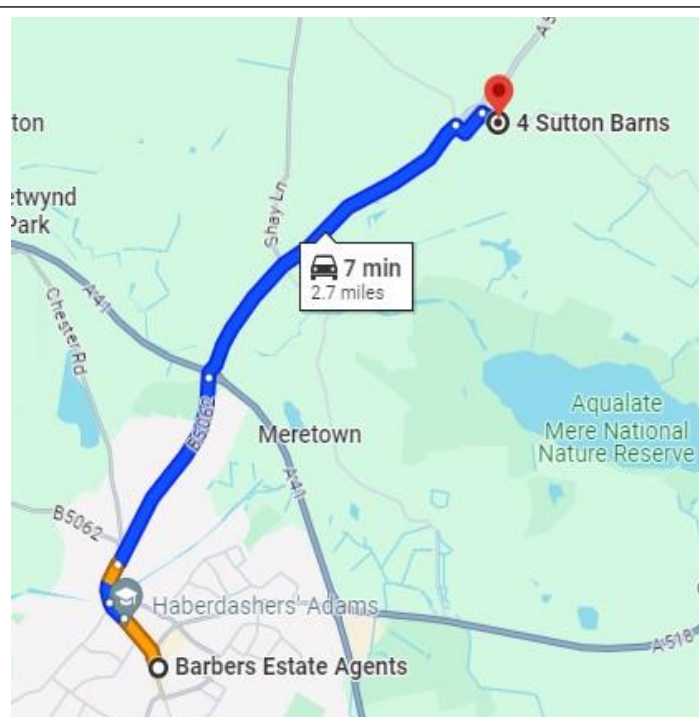 A5
4 Sutton Barns
ton
etwynd
Park
Shay Ln
7 min
2.7 miles
A41
Chester Rd
B5062
Aqualate
Mere National
Nature Reserve
Meretown
A41
B5062
Haberdashers' Adams
A518
Barbers Estate Agents